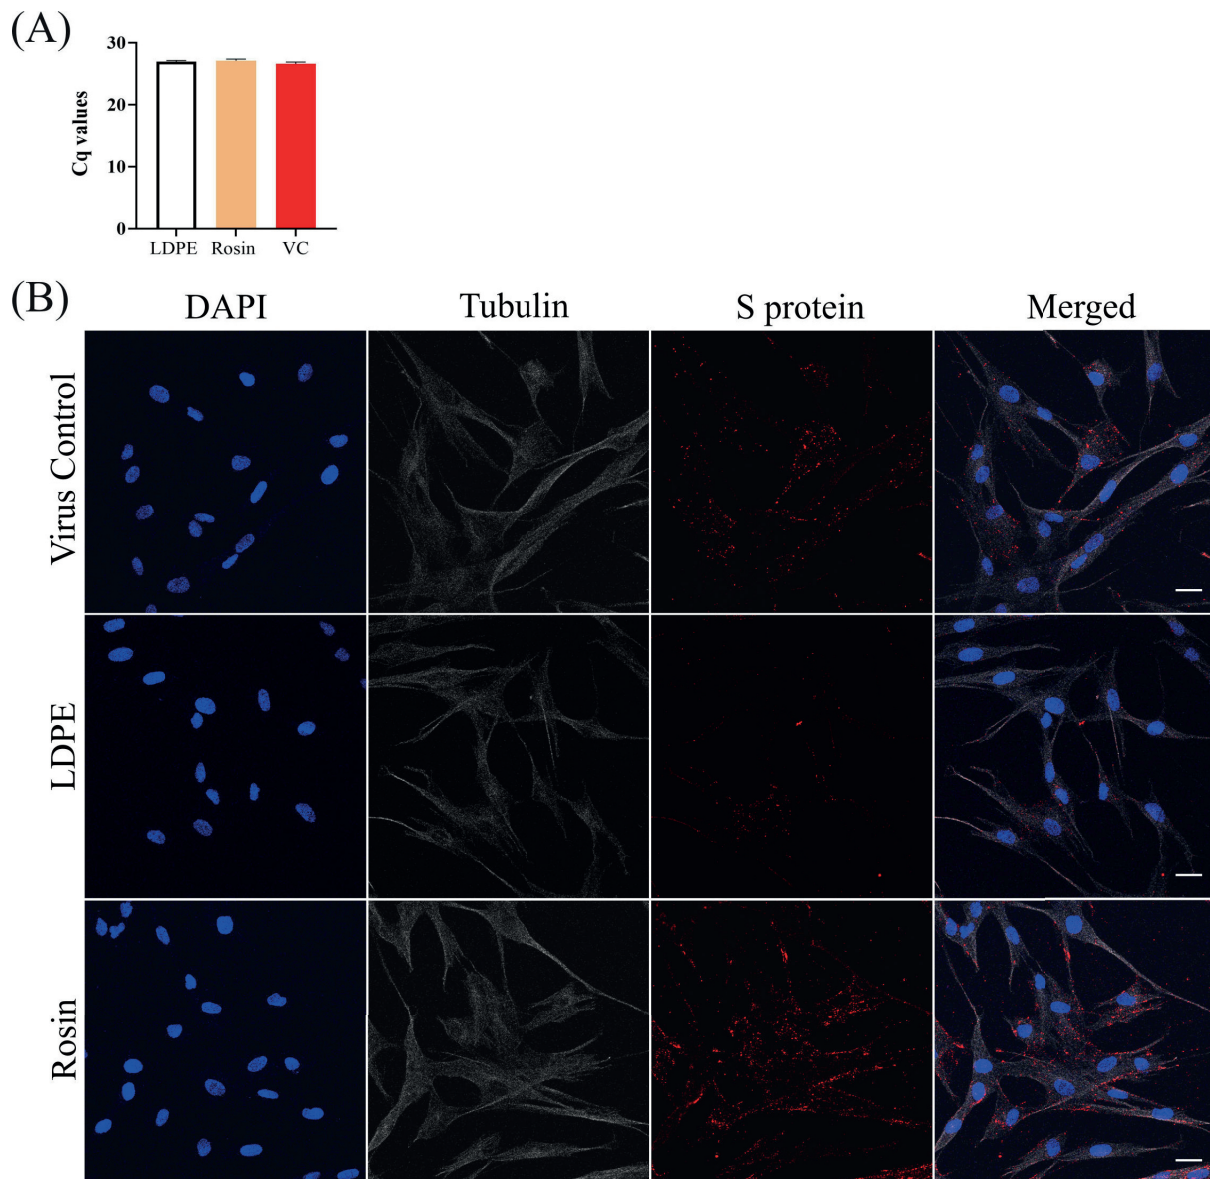 (A)
30
20
10
0
Cq values
LDPE Rosin VC
(B)
DAPI Tubulin S protein Merged
Virus Control
LDPE
Rosin